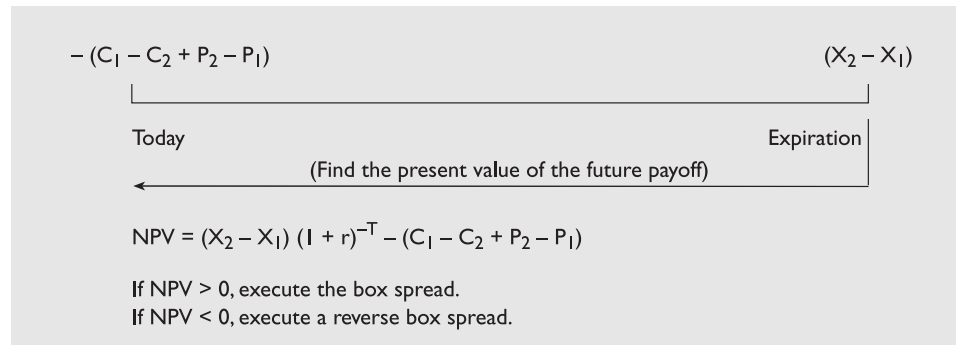 – (C₁ – C₂ + P₂ – P₁) (X₂ – X₁)
Today Expiration
(Find the present value of the future payoff)
NPV = (X₂ – X₁) (1 + r)⁻ᵀ – (C₁ – C₂ + P₂ – P₁)
If NPV > 0, execute the box spread.
If NPV < 0, execute a reverse box spread.